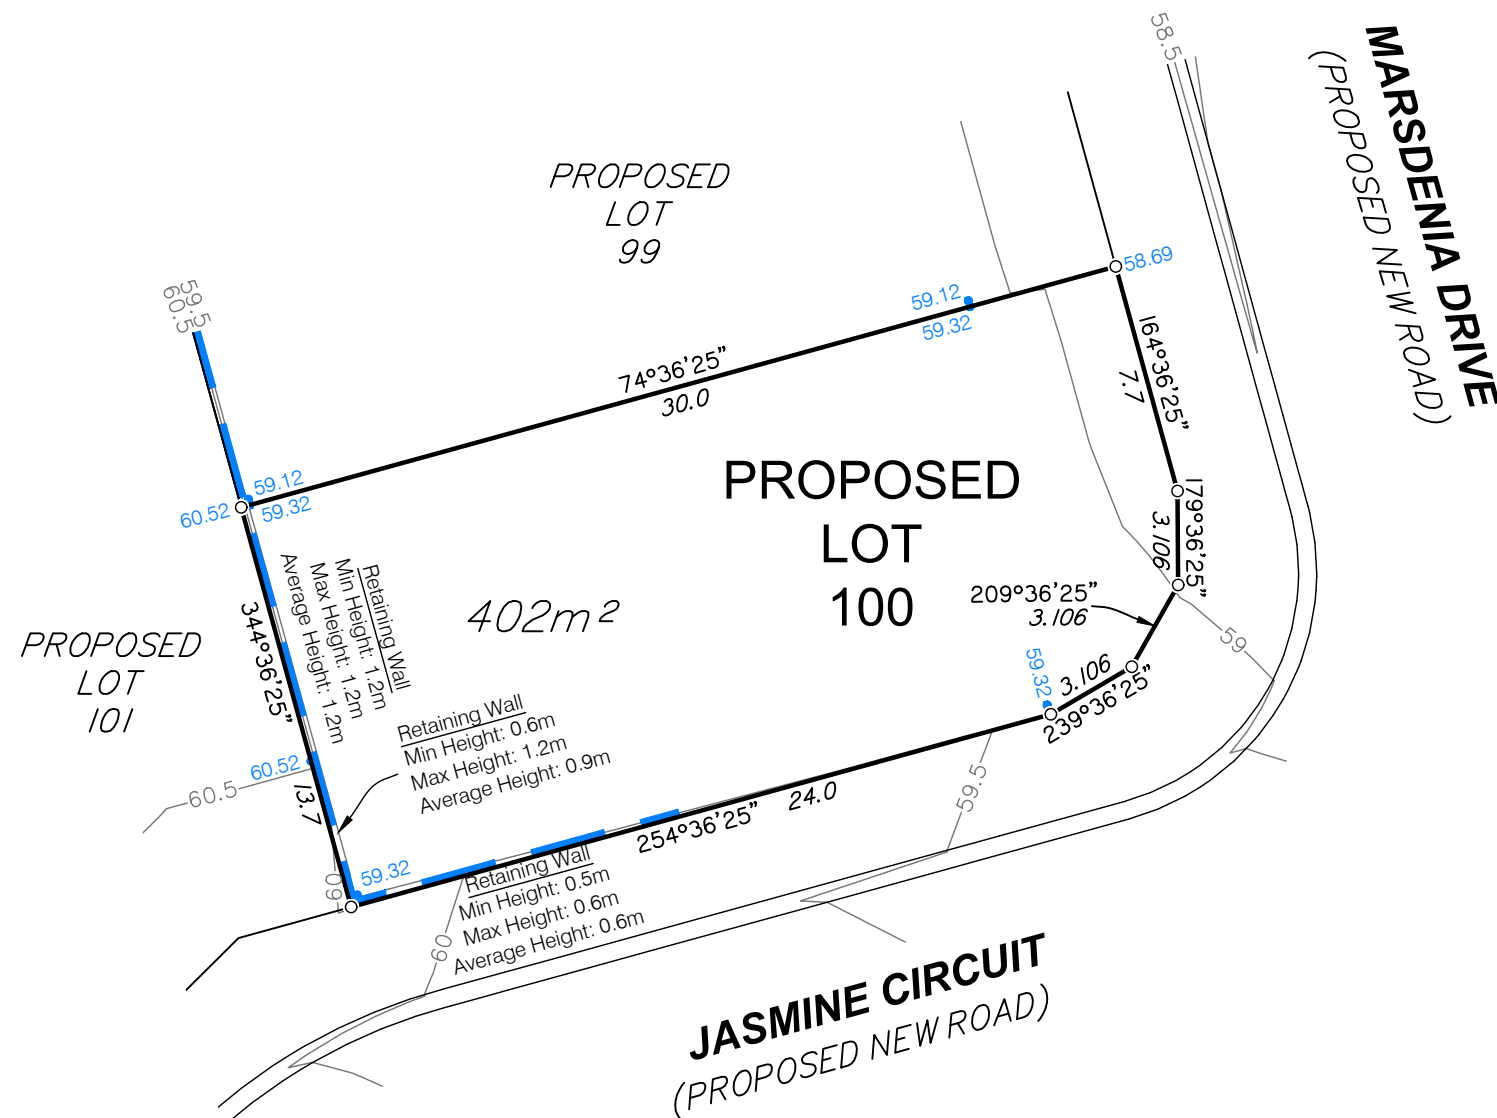 58.5
MARSDENIA DRIVE
(PROPOSED NEW ROAD)
PROPOSED
LOT
99
59.5
60.5
58.69
59.12
59.32
74°36'25"
30.0
164°36'25"
7.7
59.12
59.32
60.52
PROPOSED
LOT
100
402m²
179°36'25"
3.106
209°36'25"
3.106
59
59.32
3.106
239°36'25"
PROPOSED
LOT
101
344°36'25"
13.7
Retaining Wall
Min Height: 1.2m
Max Height: 1.2m
Average Height: 1.2m
Retaining Wall
Min Height: 0.6m
Max Height: 1.2m
Average Height: 0.9m
60.52
60.5
59.5
24.0
254°36'25"
59.32
60
Retaining Wall
Min Height: 0.5m
Max Height: 0.6m
Average Height: 0.6m
60
JASMINE CIRCUIT
(PROPOSED NEW ROAD)